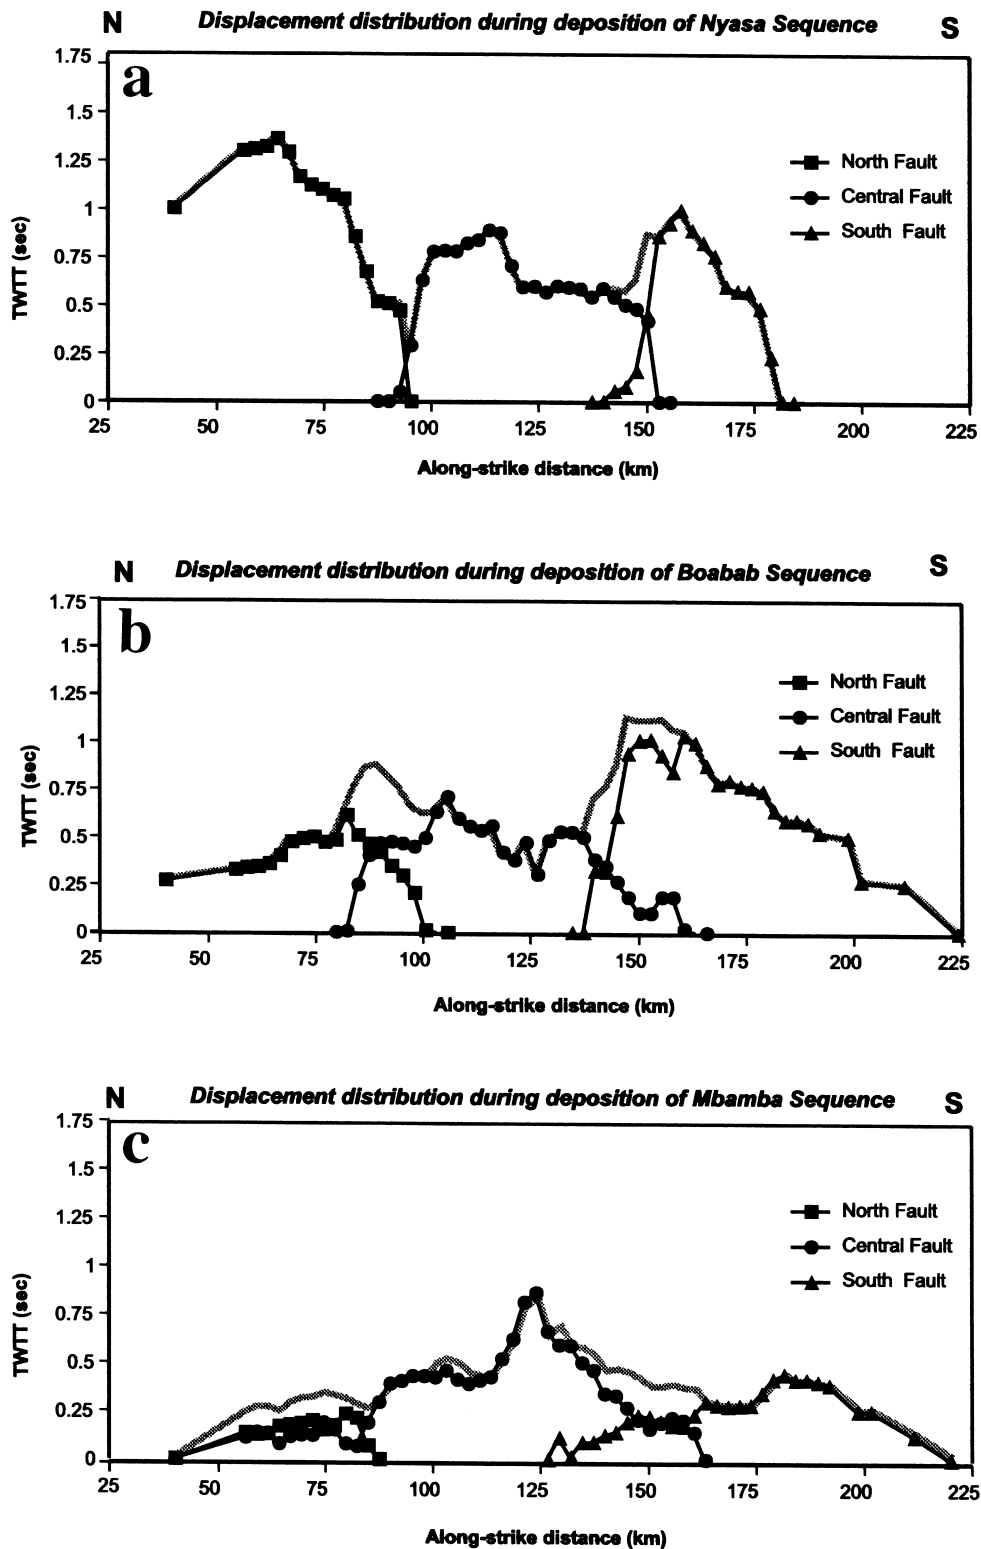 N Displacement distribution during deposition of Nyasa Sequence S
a
1.75
1.5
1.25
1
0.75
0.5
0.25
0
TWTT (sec)
North Fault
Central Fault
South Fault
25 50 75 100 125 150 175 200 225
Along-strike distance (km)
N Displacement distribution during deposition of Boabab Sequence S
b
1.75
1.5
1.25
1
0.75
0.5
0.25
0
TWTT (sec)
North Fault
Central Fault
South Fault
25 50 75 100 125 150 175 200 225
Along-strike distance (km)
N Displacement distribution during deposition of Mbamba Sequence S
c
1.75
1.5
1.25
1
0.75
0.5
0.25
0
TWTT (sec)
North Fault
Central Fault
South Fault
25 50 75 100 125 150 175 200 225
Along-strike distance (km)